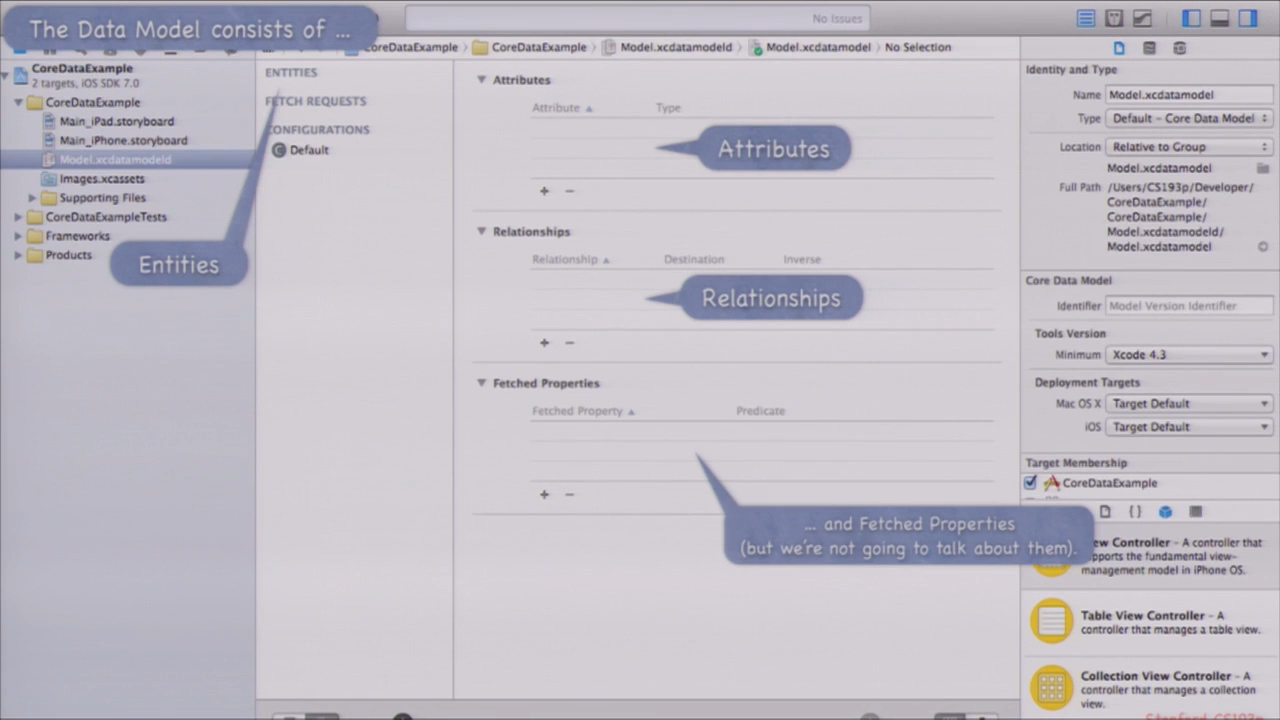 The Data Model consists of ...
No Issues
CoreDataExample
CoreDataExample
Model.xcdatamodeld
Model.xcdatamodel
No Selection
CoreDataExample
2 targets, iOS SDK 7.0
CoreDataExample
Main_iPad.storyboard
Main_iPhone.storyboard
Model.xcdatamodeld
Images.xcassets
Supporting Files
CoreDataExampleTests
Frameworks
Products
Entities
ENTITIES
FETCH REQUESTS
CONFIGURATIONS
C Default
Attributes
Attribute Type
Attributes
+ −
Relationships
Relationship Destination Inverse
Relationships
+ −
Fetched Properties
Fetched Property Predicate
+ −
... and Fetched Properties
(but we're not going to talk about them).
Identity and Type
Name Model.xcdatamodel
Type Default - Core Data Model
Location Relative to Group
Model.xcdatamodel
Full Path /Users/CS193p/Developer/
CoreDataExample/
CoreDataExample/
Model.xcdatamodeld/
Model.xcdatamodel
Core Data Model
Identifier Model Version Identifier
Tools Version
Minimum Xcode 4.3
Deployment Targets
Mac OS X Target Default
iOS Target Default
Target Membership
CoreDataExample
{ }
Controller - A controller that
the fundamental view-
management model in iPhone OS.
Table View Controller - A
controller that manages a table view.
Collection View Controller - A
controller that manages a collection
view.
Stanford CS193p